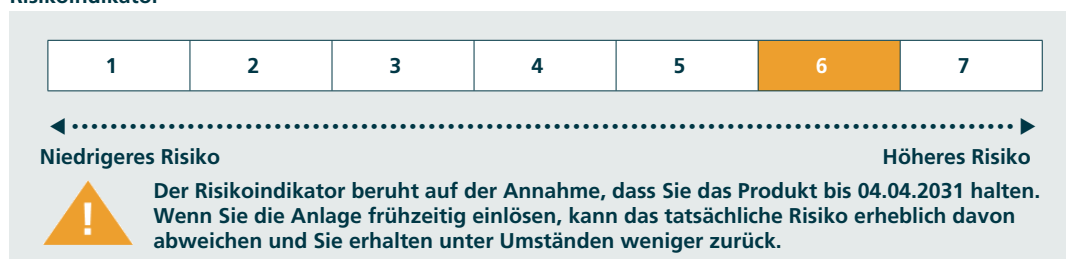 Risikoindikator
1 2 3 4 5 6 7
Niedrigeres Risiko Höheres Risiko
! Der Risikoindikator beruht auf der Annahme, dass Sie das Produkt bis 04.04.2031 halten.
Wenn Sie die Anlage frühzeitig einlösen, kann das tatsächliche Risiko erheblich davon
abweichen und Sie erhalten unter Umständen weniger zurück.